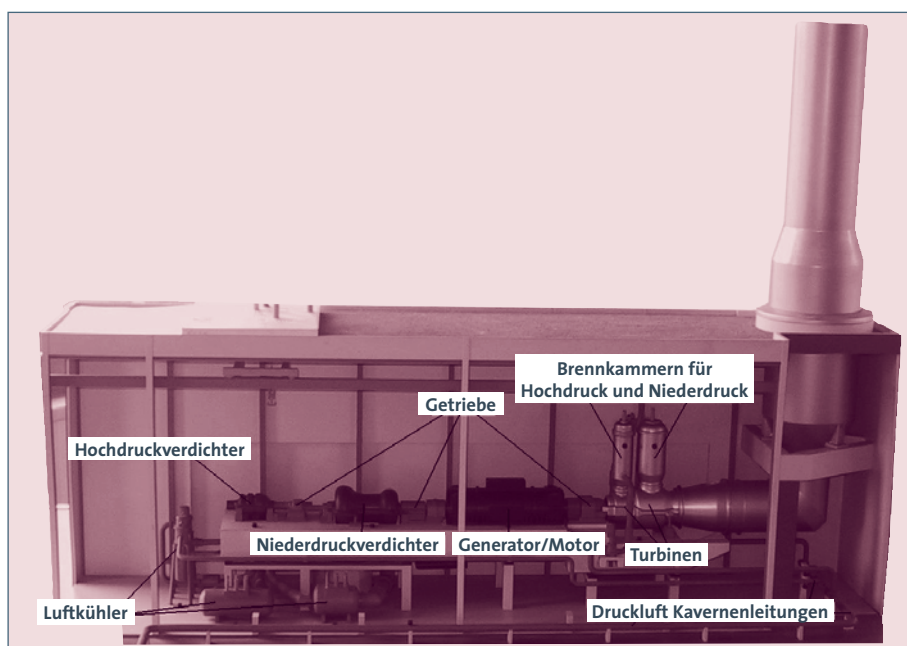 Brennkammern für
Hochdruck und Niederdruck
Getriebe
Hochdruckverdichter
Niederdruckverdichter
Generator/Motor
Turbinen
Luftkühler
Druckluft Kavernenleitungen